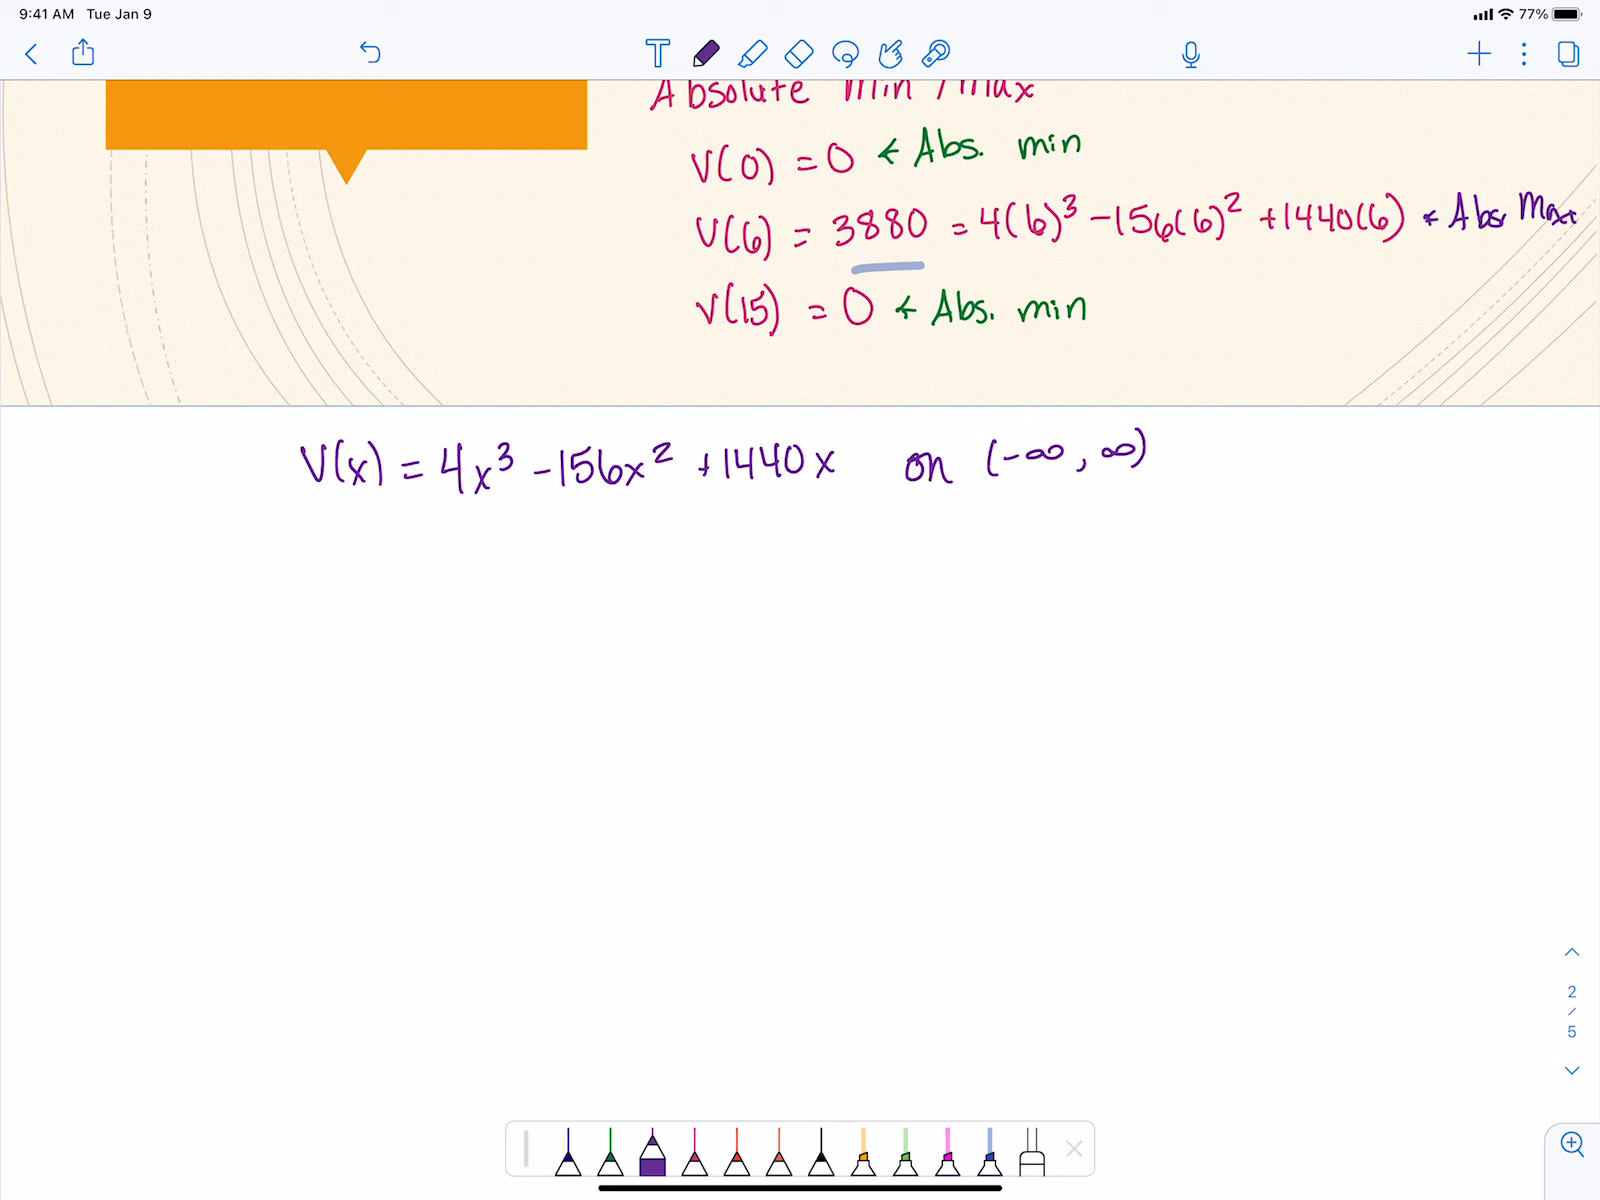 9:41 AM Tue Jan 9
77%
T
Absolute Min / Max
V(0) = 0 ← Abs. min
V(6) = 3880 = 4(6)³ - 156(6)² + 1440(6) ← Abs. Max
V(15) = 0 ← Abs. min
V(x) = 4x³ - 156x² + 1440x on (-∞, ∞)
2
/
5